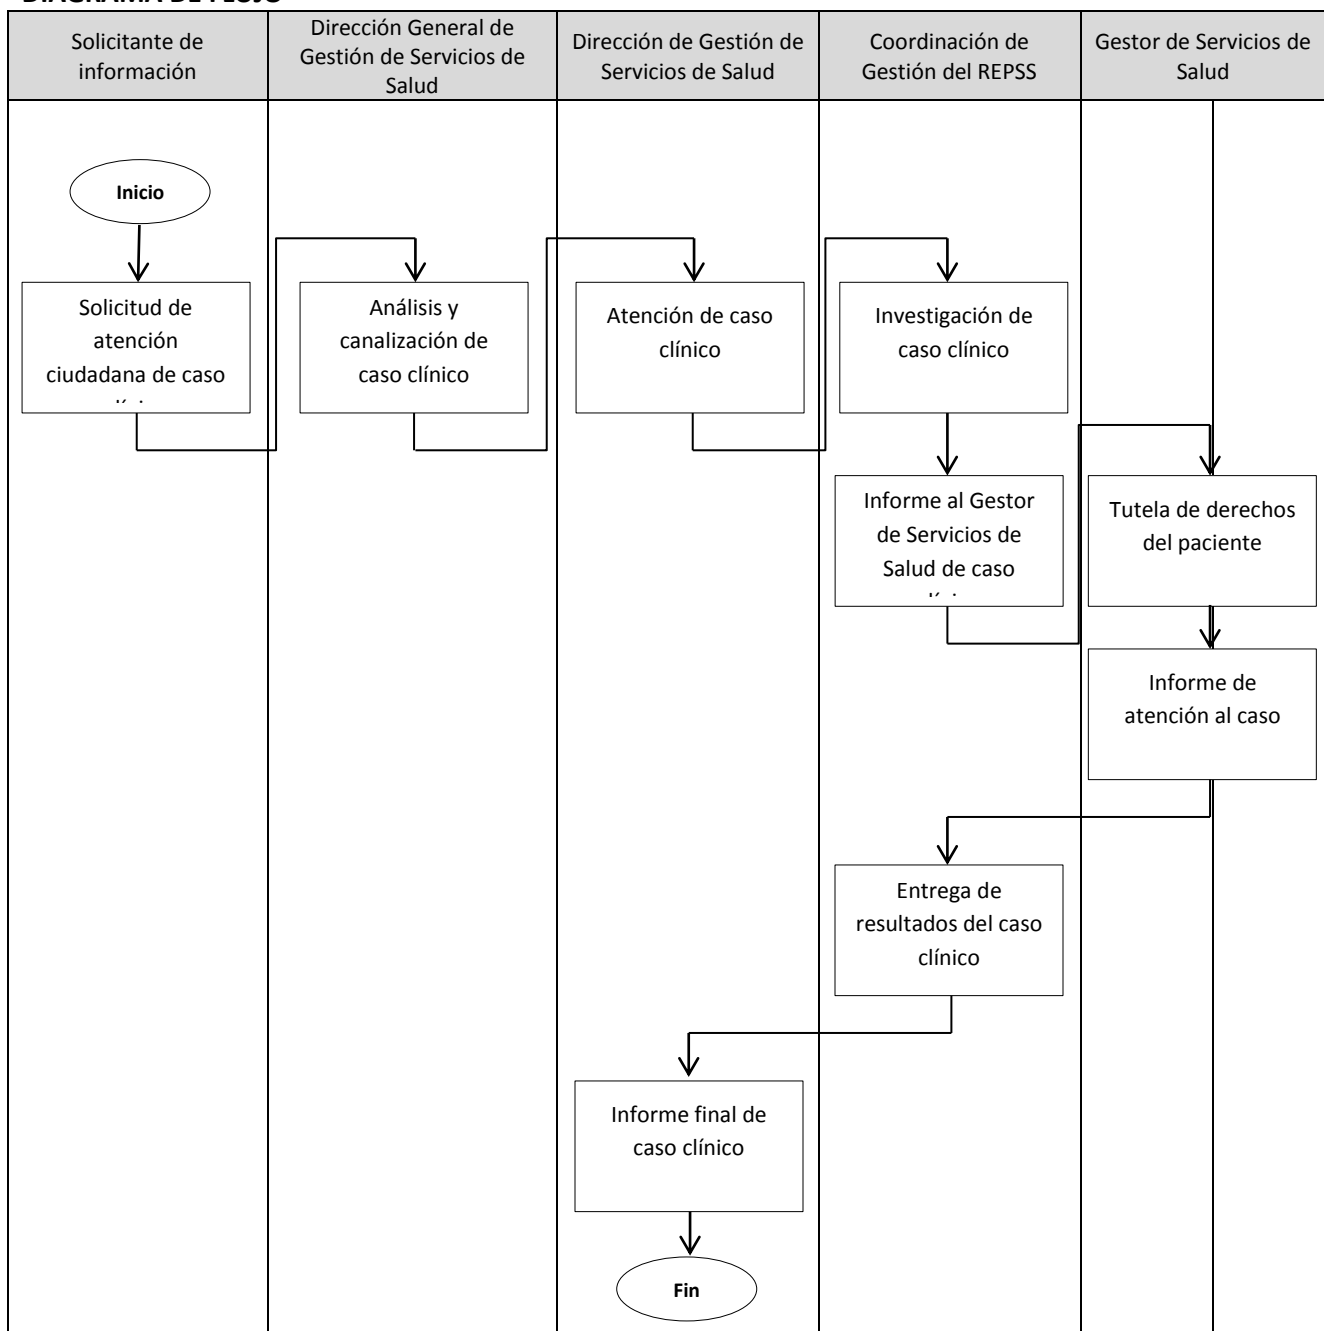 Solicitante de
información
Dirección General de
Gestión de Servicios de
Salud
Dirección de Gestión de
Servicios de Salud
Coordinación de
Gestión del REPSS
Gestor de Servicios de
Salud
Inicio
Solicitud de
atención
ciudadana de caso
Análisis y
canalización de
caso clínico
Atención de caso
clínico
Investigación de
caso clínico
Informe al Gestor
de Servicios de
Salud de caso
Tutela de derechos
del paciente
Informe de
atención al caso
Entrega de
resultados del caso
clínico
Informe final de
caso clínico
Fin